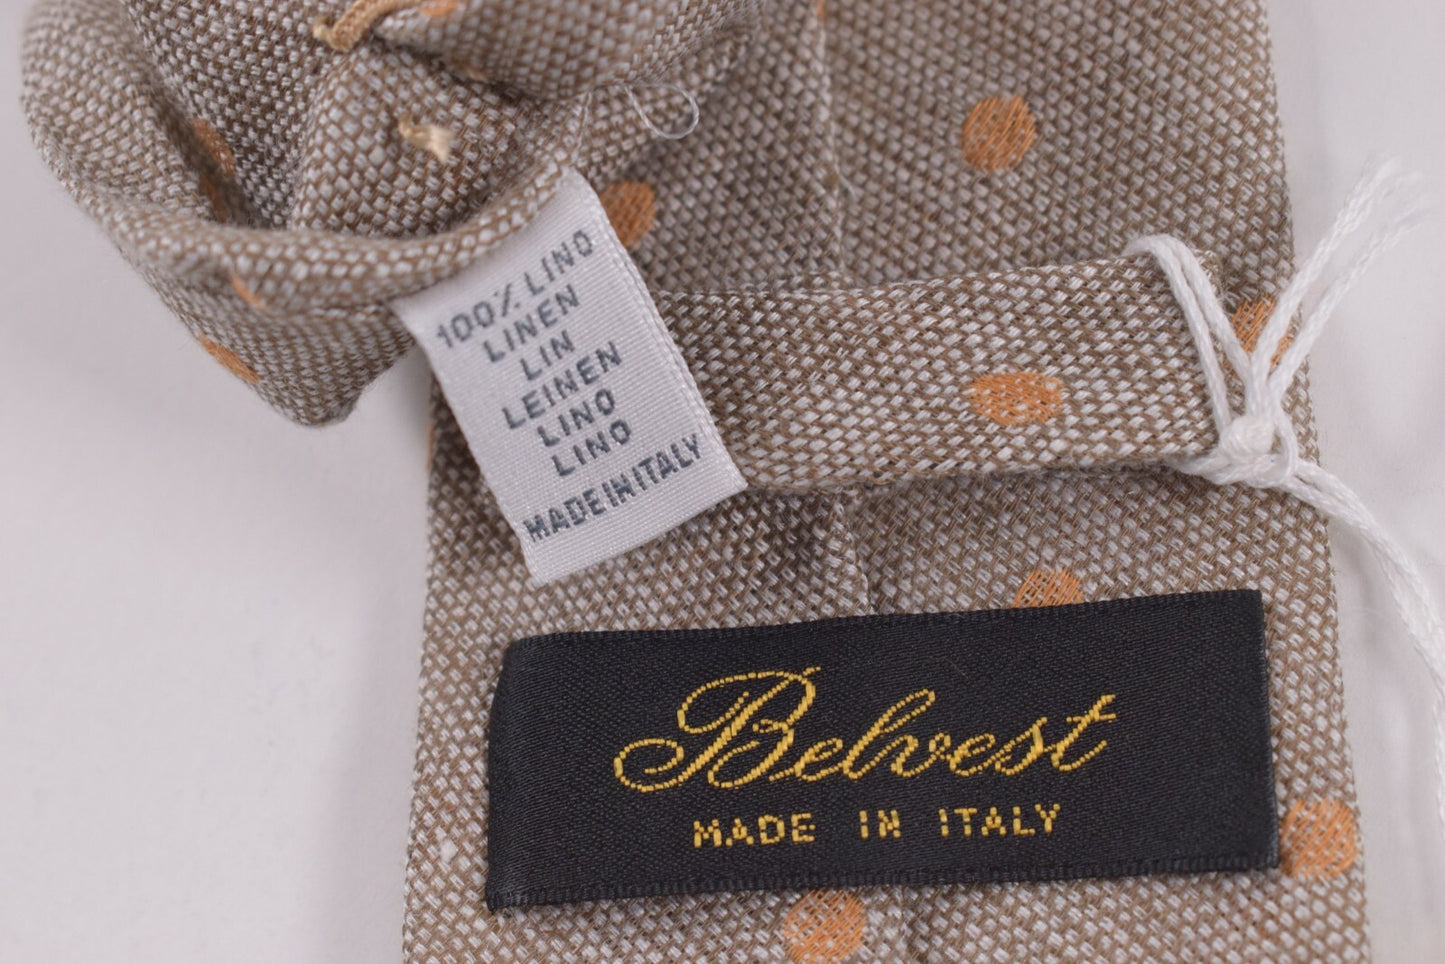 100% LINO
LINEN
LIN
LEINEN
LINO
LINO
MADE IN ITALY
Belvest
MADE IN ITALY